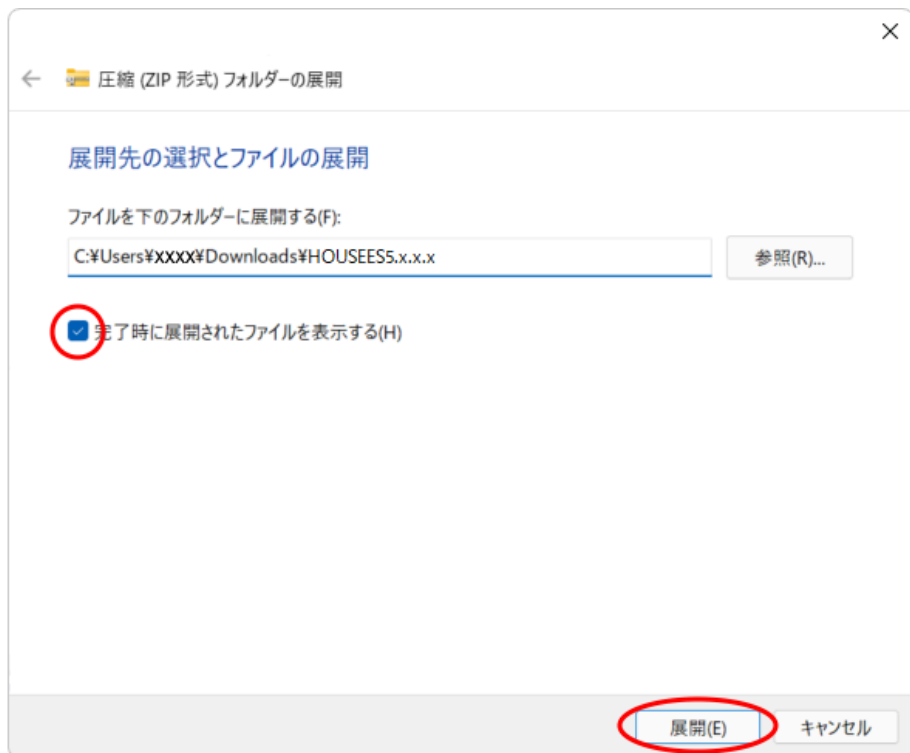 圧縮 (ZIP 形式) フォルダーの展開
展開先の選択とファイルの展開
ファイルを下のフォルダーに展開する(F):
C:¥Users¥XXXX¥Downloads¥HOUSEES5.x.x.x
参照(R)...
完了時に展開されたファイルを表示する(H)
展開(E)
キャンセル